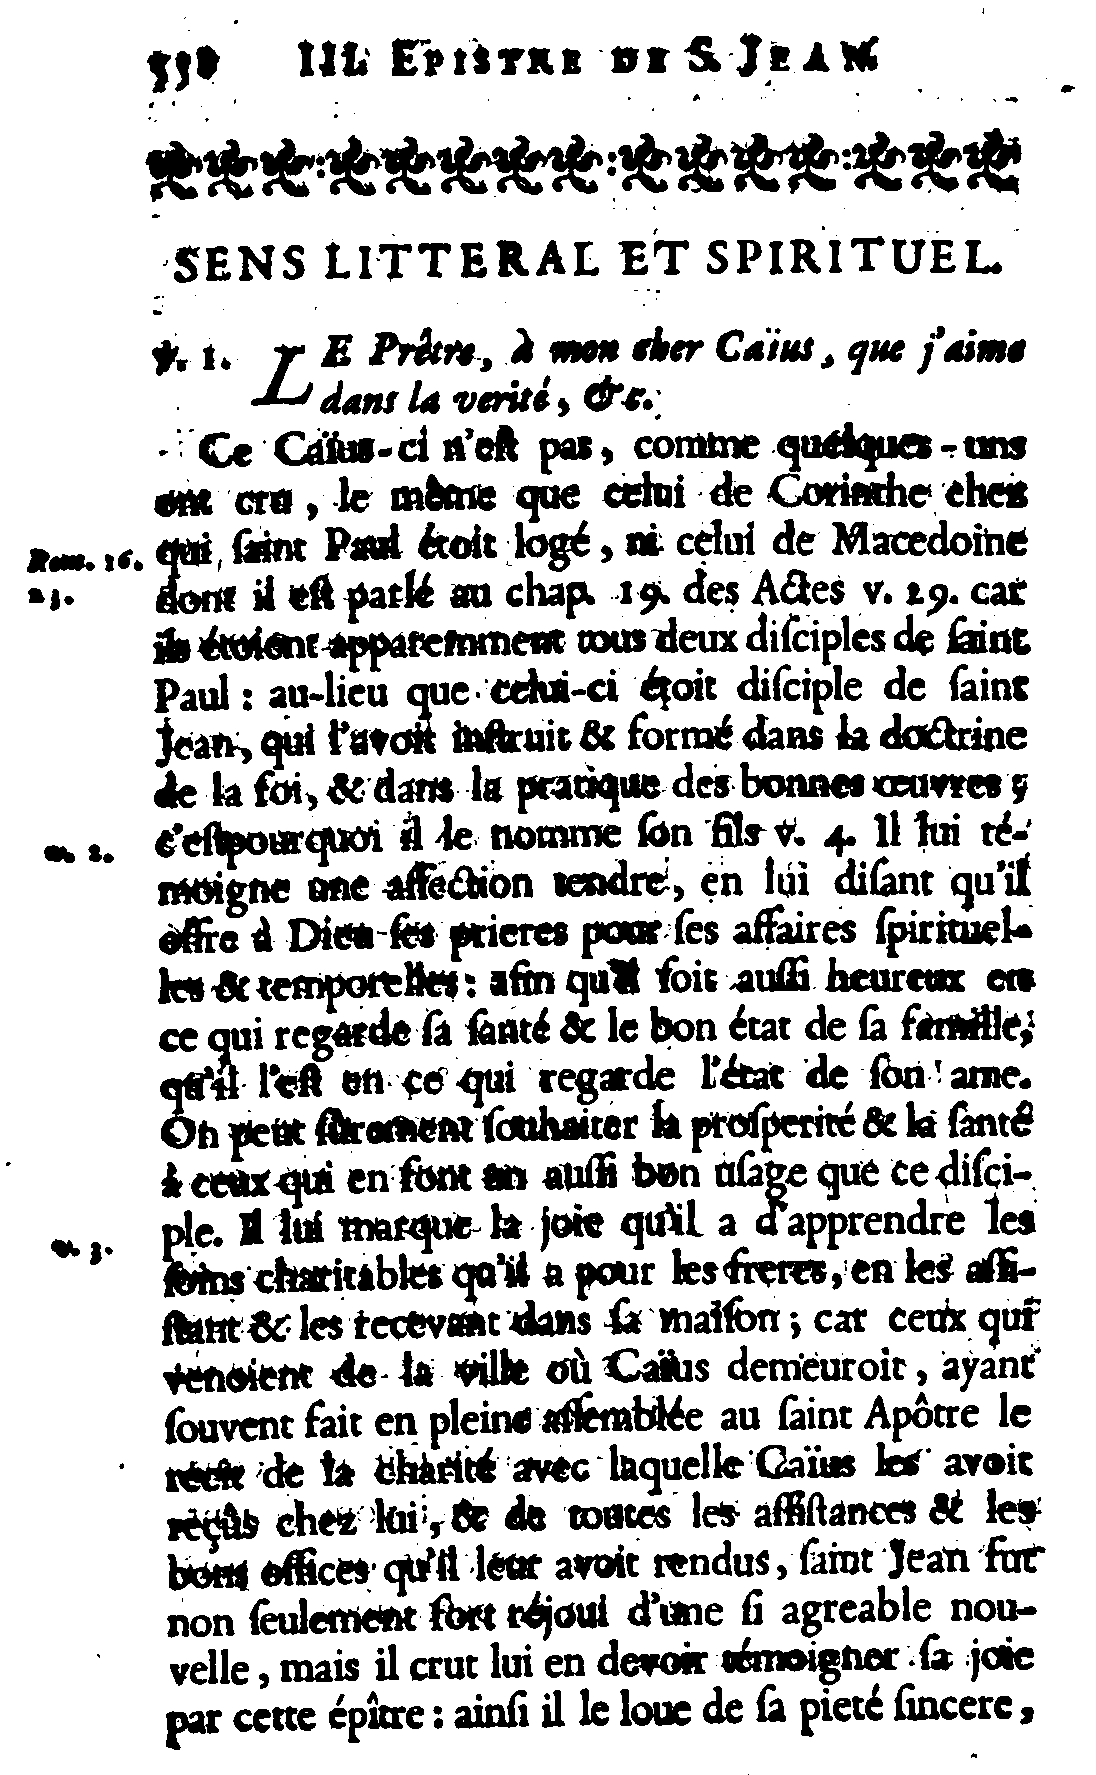 558 III. EPISTRE DE S. JEAN
SENS LITTERAL ET SPIRITUEL.
℣. 1. LE Prêtre, à mon cher Caïus, que j'aime
dans la verité, &c.
Ce Caïus-ci n'est pas, comme quelques-uns
ont cru, le même que celui de Corinthe chez
Rom. 16. qui saint Paul étoit logé, ni celui de Macedoine
23. dont il est parlé au chap. 19. des Actes v. 29. car
ils étoient apparemment tous deux disciples de saint
Paul : au-lieu que celui-ci étoit disciple de saint
Jean, qui l'avoit instruit & formé dans la doctrine
de la foi, & dans la pratique des bonnes œuvres ;
v. 2. c'estpourquoi il le nomme son fils v. 4. Il lui té-
moigne une affection tendre, en lui disant qu'il
offre à Dieu ses prieres pour ses affaires spirituel-
les & temporelles : afin qu'il soit aussi heureux en
ce qui regarde sa santé & le bon état de sa famille,
qu'il l'est en ce qui regarde l'état de son ame.
On peut sûrement souhaiter la prosperité & la santé
à ceux qui en font un aussi bon usage que ce disci-
v. 3. ple. Il lui marque la joie qu'il a d'apprendre les
soins charitables qu'il a pour les freres, en les assi-
stant & les recevant dans sa maison ; car ceux qui
venoient de la ville où Caïus demeuroit, ayant
souvent fait en pleine assemblée au saint Apôtre le
récit de la charité avec laquelle Caïus les avoit
reçûs chez lui, & de toutes les assistances & les
bons offices qu'il leur avoit rendus, saint Jean fut
non seulement fort réjoui d'une si agreable nou-
velle, mais il crut lui en devoir témoigner sa joie
par cette épître : ainsi il le loue de sa pieté sincere,